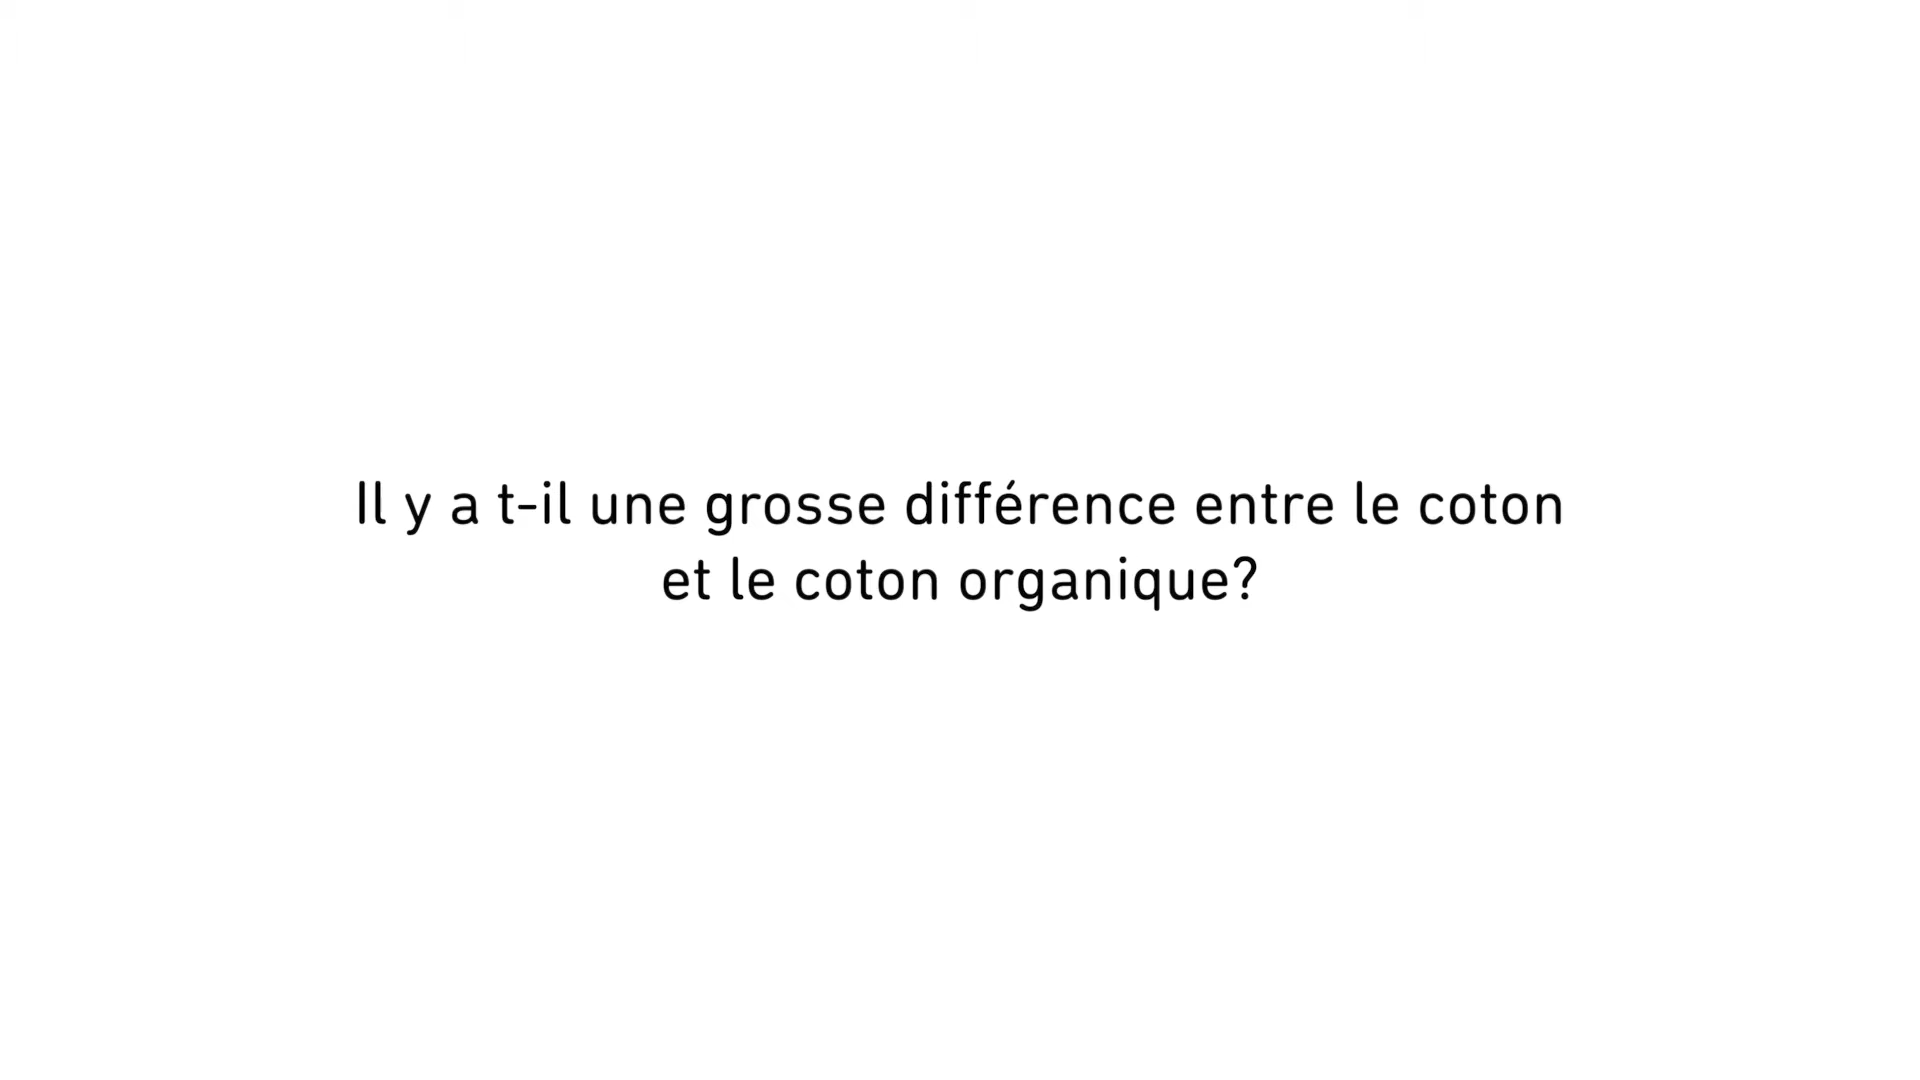 Il y a t-il une grosse différence entre le coton
et le coton organique?